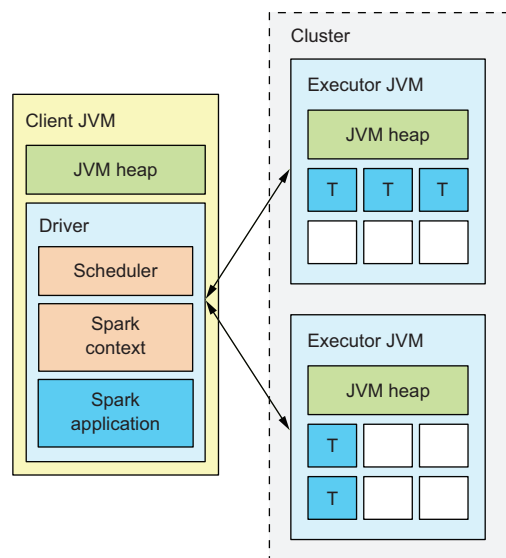 Client JVM
JVM heap
Driver
Scheduler
Spark
context
Spark
application
Cluster
Executor JVM
JVM heap
T T T
Executor JVM
JVM heap
T
T